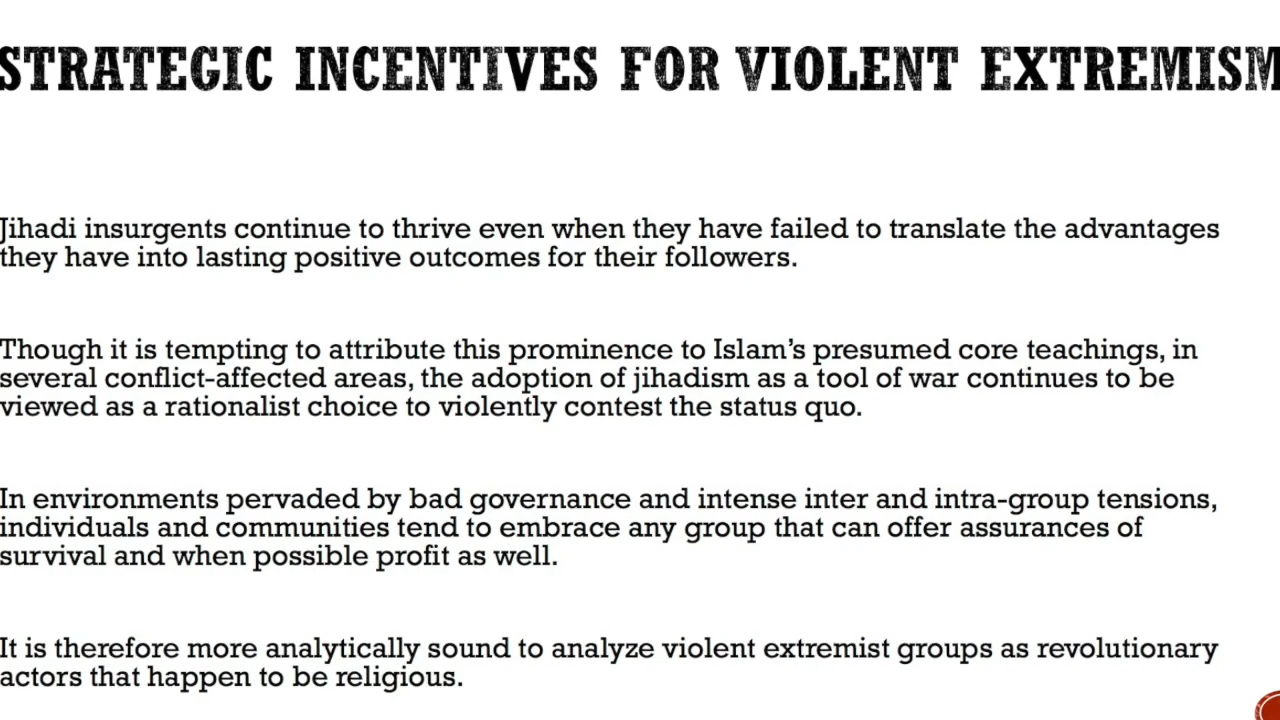 STRATEGIC INCENTIVES FOR VIOLENT EXTREMISM
Jihadi insurgents continue to thrive even when they have failed to translate the advantages
they have into lasting positive outcomes for their followers.
Though it is tempting to attribute this prominence to Islam’s presumed core teachings, in
several conflict-affected areas, the adoption of jihadism as a tool of war continues to be
viewed as a rationalist choice to violently contest the status quo.
In environments pervaded by bad governance and intense inter and intra-group tensions,
individuals and communities tend to embrace any group that can offer assurances of
survival and when possible profit as well.
It is therefore more analytically sound to analyze violent extremist groups as revolutionary
actors that happen to be religious.